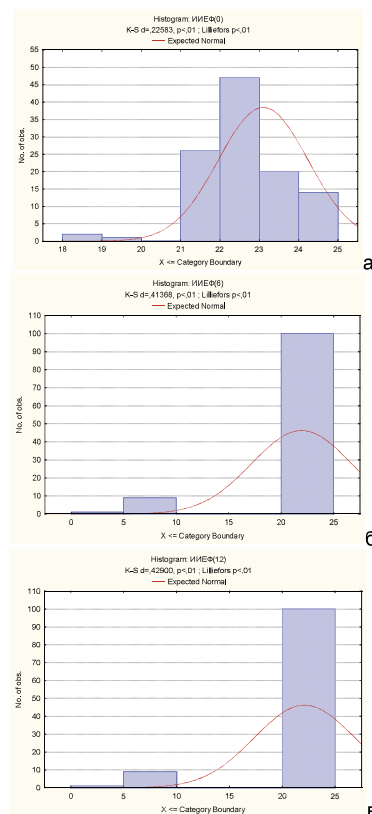 Histogram: ИИЕФ(0)
K-S d=,22583, p<,01 ; Lilliefors p<,01
Expected Normal
55
50
45
40
35
30
25
20
15
10
5
0
No. of obs.
18 19 20 21 22 23 24 25
X <= Category Boundary
а
Histogram: ИИЕФ(6)
K-S d=,41368, p<,01 ; Lilliefors p<,01
Expected Normal
110
100
90
80
70
60
50
40
30
20
10
0
No. of obs.
0 5 10 15 20 25
X <= Category Boundary
б
Histogram: ИИЕФ(12)
K-S d=,42900, p<,01 ; Lilliefors p<,01
Expected Normal
110
100
90
80
70
60
50
40
30
20
10
0
No. of obs.
0 5 10 15 20 25
X <= Category Boundary
в